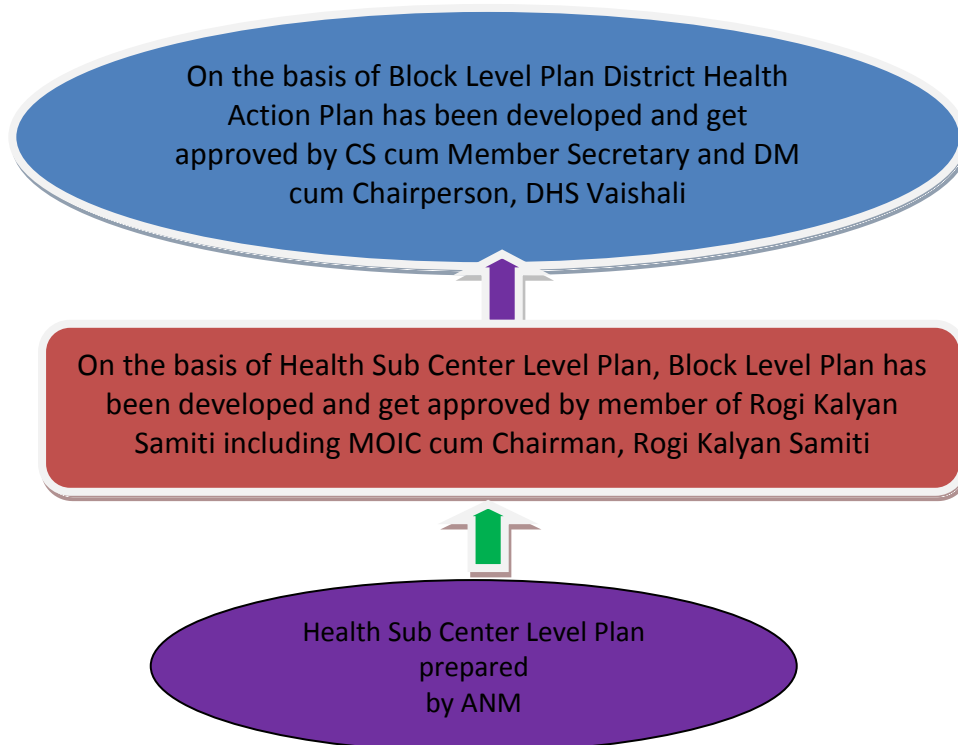 On the basis of Block Level Plan District Health
Action Plan has been developed and get
approved by CS cum Member Secretary and DM
cum Chairperson, DHS Vaishali
On the basis of Health Sub Center Level Plan, Block Level Plan has
been developed and get approved by member of Rogi Kalyan
Samiti including MOIC cum Chairman, Rogi Kalyan Samiti
Health Sub Center Level Plan
prepared
by ANM